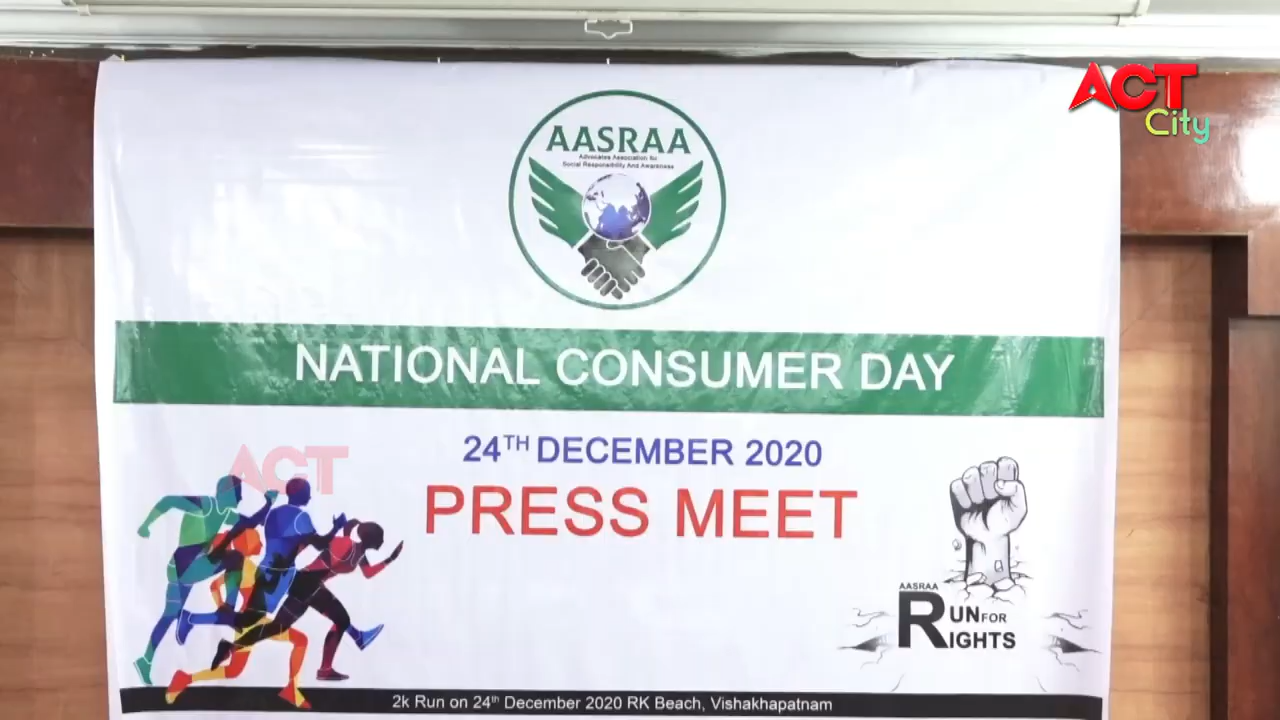 ACT
City
AASRAA
Advocates Association for
Social Responsibility And Awareness
NATIONAL CONSUMER DAY
24TH DECEMBER 2020
ACT
PRESS MEET
AASRAA
RUN FOR
RIGHTS
2k Run on 24th December 2020 RK Beach, Vishakhapatnam